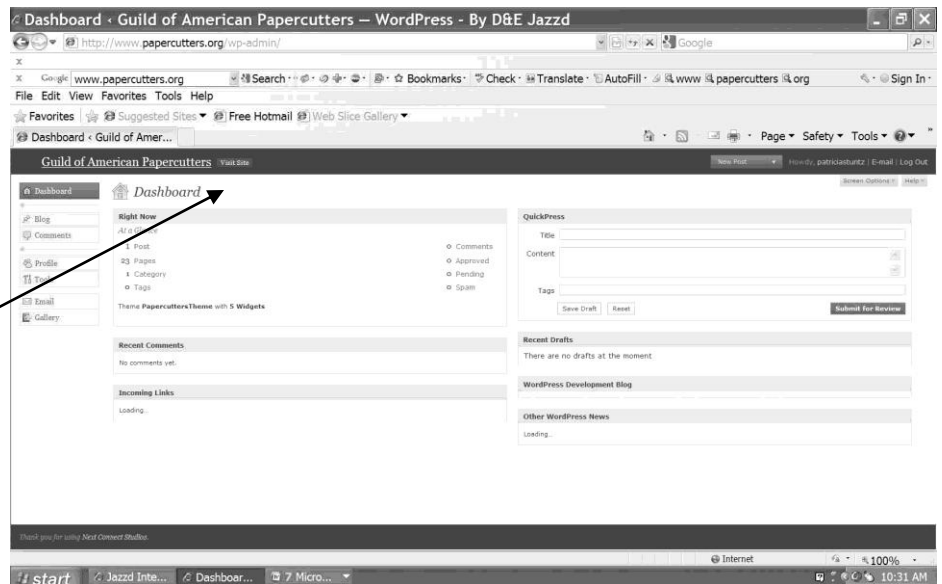 Dashboard ‹ Guild of American Papercutters — WordPress - By D&E Jazzd
http://www.papercutters.org/wp-admin/
Google
x
x Google www.papercutters.org Search Bookmarks Check Translate AutoFill www papercutters org Sign In
File Edit View Favorites Tools Help
Favorites Suggested Sites Free Hotmail Web Slice Gallery
Dashboard ‹ Guild of Amer... Page Safety Tools
Guild of American Papercutters Visit Site New Post Howdy, patriciastuntz | E-mail | Log Out
Screen Options Help
Dashboard
Blog
Comments
Profile
Email
Gallery
Dashboard
Right Now
1 Post 0 Comments
23 Pages 0 Approved
1 Category 0 Pending
0 Tags 0 Spam
Theme PapercuttersTheme with 5 Widgets
Recent Comments
No comments yet.
Incoming Links
Loading...
QuickPress
Title
Content
Tags
Save Draft Reset Submit for Review
Recent Drafts
There are no drafts at the moment
WordPress Development Blog
Other WordPress News
Loading...
Thank you for using Next Connect Studios.
Internet 100%
start Jazzd Inte... Dashboar... 7 Micro... 10:31 AM